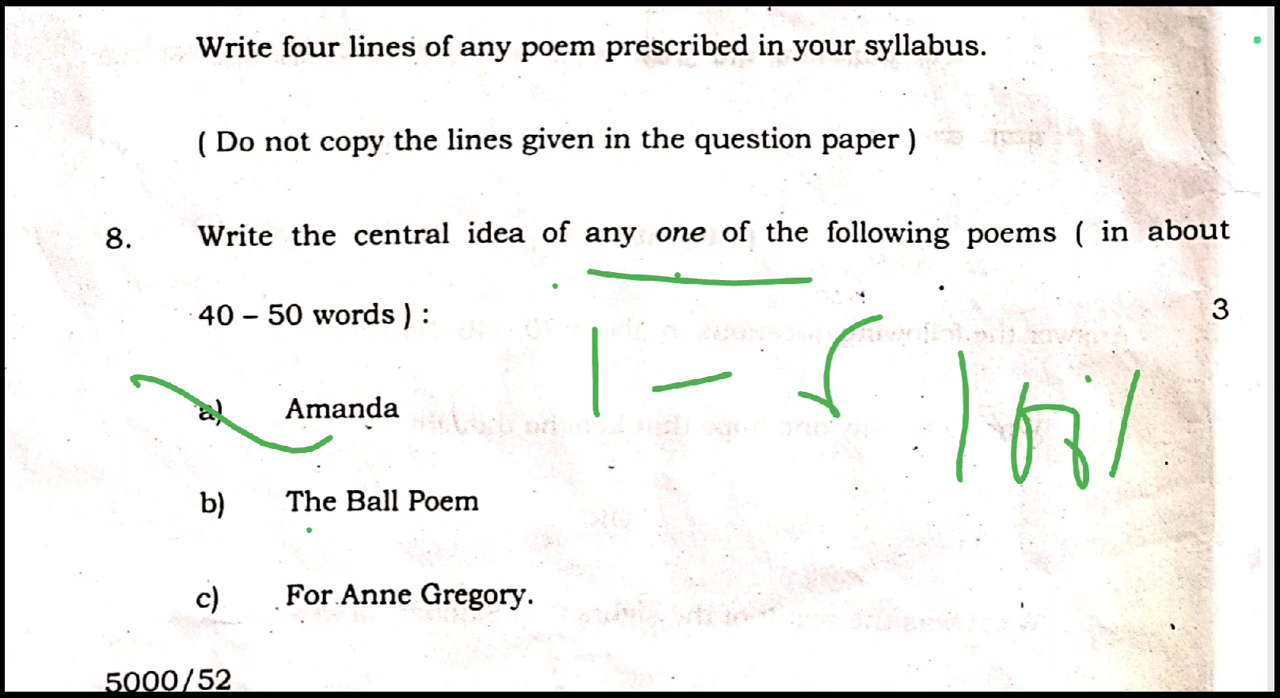 Write four lines of any poem prescribed in your syllabus.
( Do not copy the lines given in the question paper )
8. Write the central idea of any one of the following poems ( in about
40 – 50 words ) : 3
a) Amanda
b) The Ball Poem
c) For Anne Gregory.
5000/52